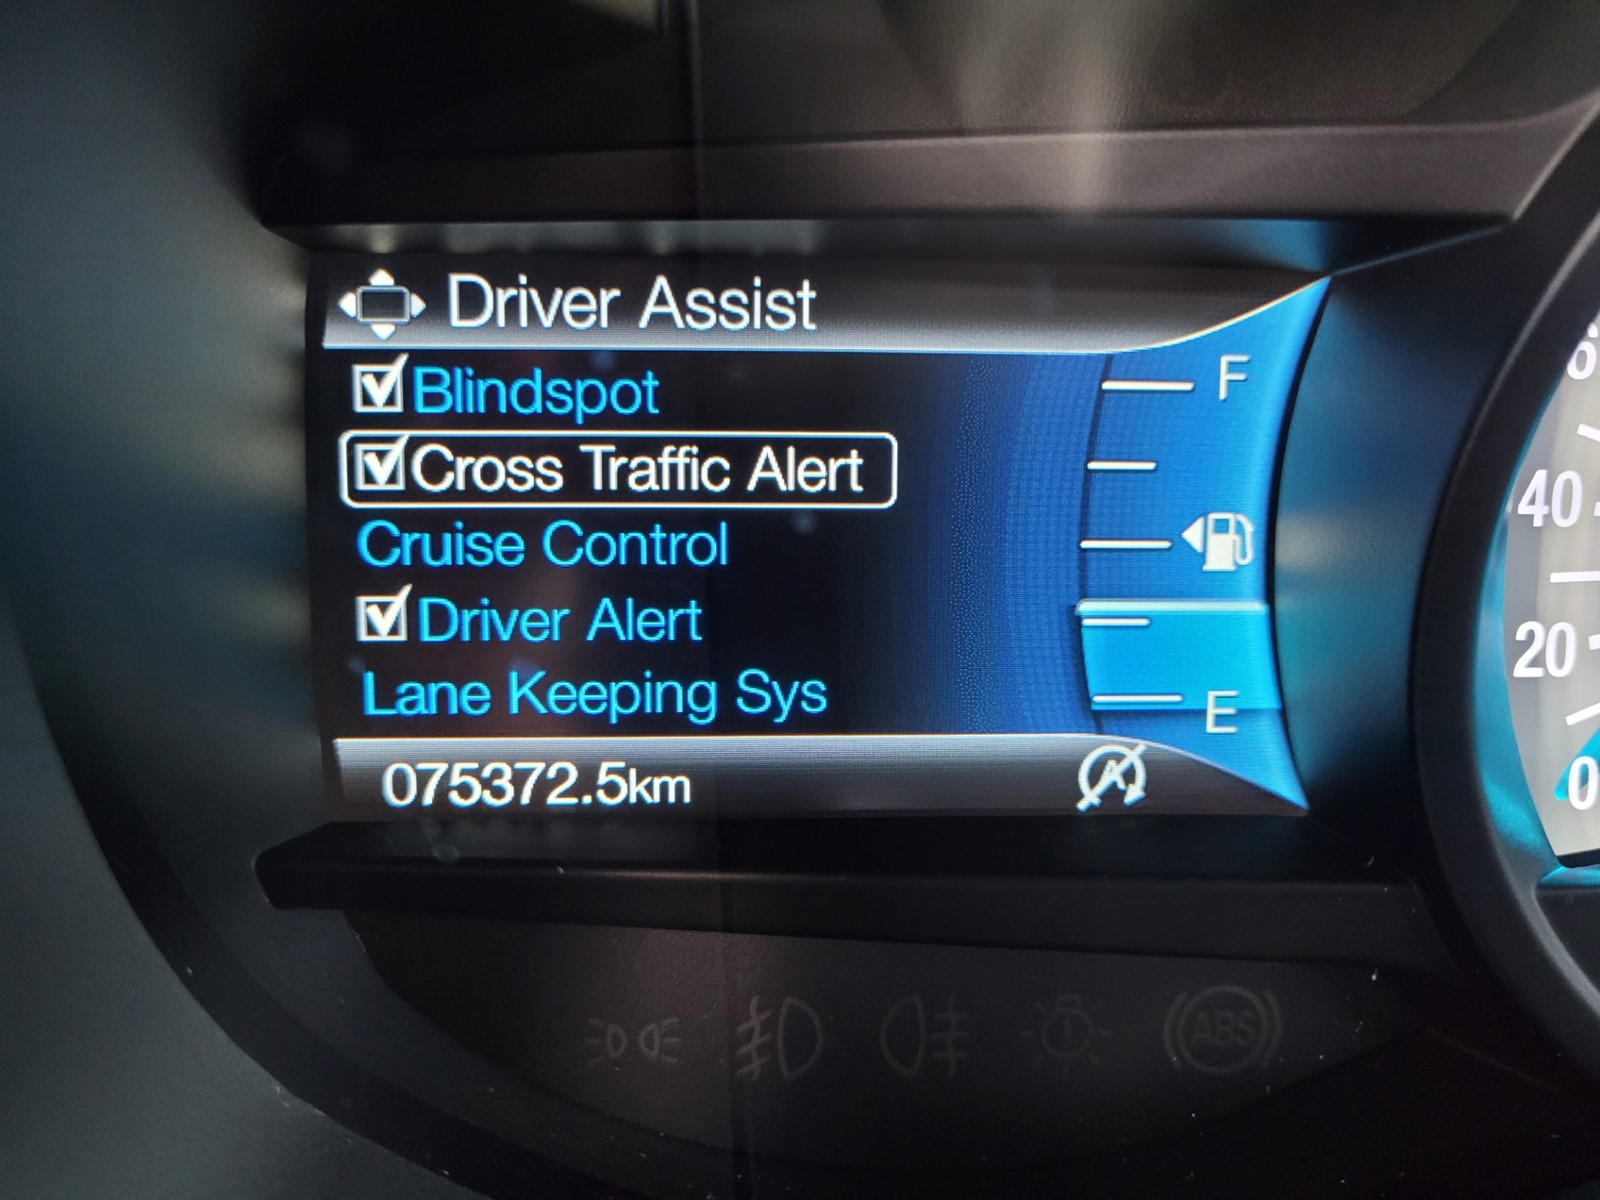 Driver Assist
Blindspot
F
Cross Traffic Alert
Cruise Control
Driver Alert
Lane Keeping Sys
E
075372.5km
A
6
40
20
0
ABS